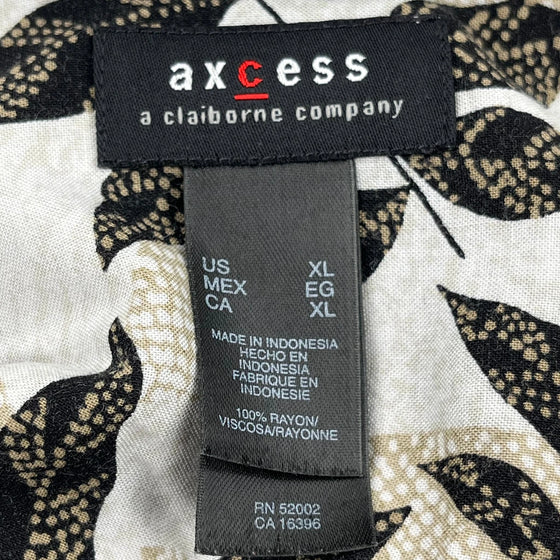 axcess
a claiborne company
US XL
MEX EG
CA XL
MADE IN INDONESIA
HECHO EN
INDONESIA
FABRIQUE EN
INDONESIE
100% RAYON/
VISCOSA/RAYONNE
RN 52002
CA 16396